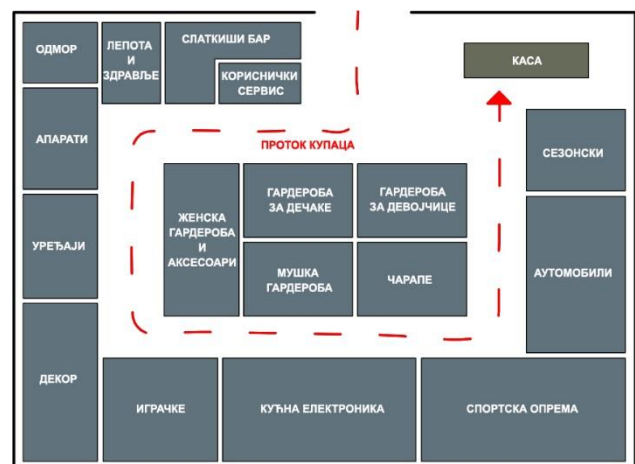 ОДМОР
ЛЕПОТА
И
ЗДРАВЉЕ
СЛАТКИШИ БАР
КОРИСНИЧКИ
СЕРВИС
КАСА
АПАРАТИ
ПРОТОК КУПАЦА
СЕЗОНСКИ
ЖЕНСКА
ГАРДЕРОБА
И
АКСЕСОАРИ
ГАРДЕРОБА
ЗА ДЕЧАКЕ
ГАРДЕРОБА
ЗА ДЕВОЈЧИЦЕ
УРЕЂАЈИ
МУШКА
ГАРДЕРОБА
ЧАРАПЕ
АУТОМОБИЛИ
ДЕКОР
ИГРАЧКЕ
КУЋНА ЕЛЕКТРОНИКА
СПОРТСКА ОПРЕМА